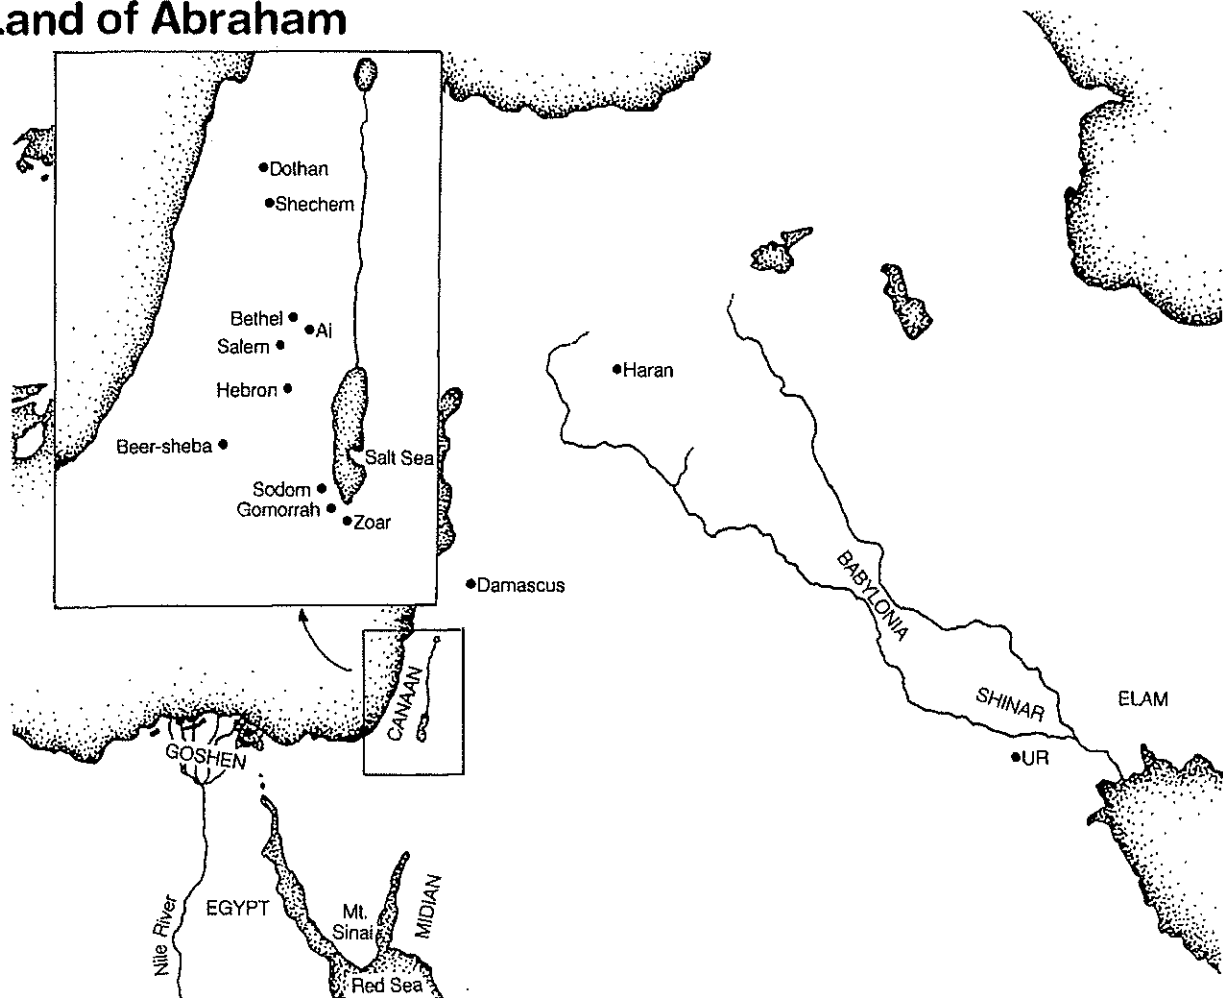 Land of Abraham
Dothan
Shechem
Bethel
Ai
Salem
Hebron
Beer-sheba
Salt Sea
Sodom
Gomorrah
Zoar
Haran
Damascus
BABYLONIA
CANAAN
SHINAR
ELAM
UR
GOSHEN
EGYPT
Nile River
Mt.
Sinai
MIDIAN
Red Sea